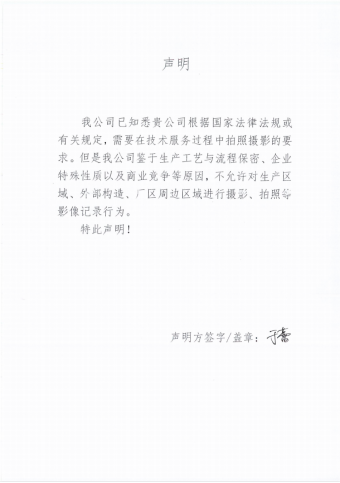 声明
我公司已知悉贵公司根据国家法律法规或
有关规定，需要在技术服务过程中拍照摄影的要
求。但是我公司鉴于生产工艺与流程保密、企业
特殊性质以及商业竞争等原因，不允许对生产区
域、外部构造、厂区周边区域进行摄影、拍照等
影像记录行为。
特此声明！
声明方签字/盖章：